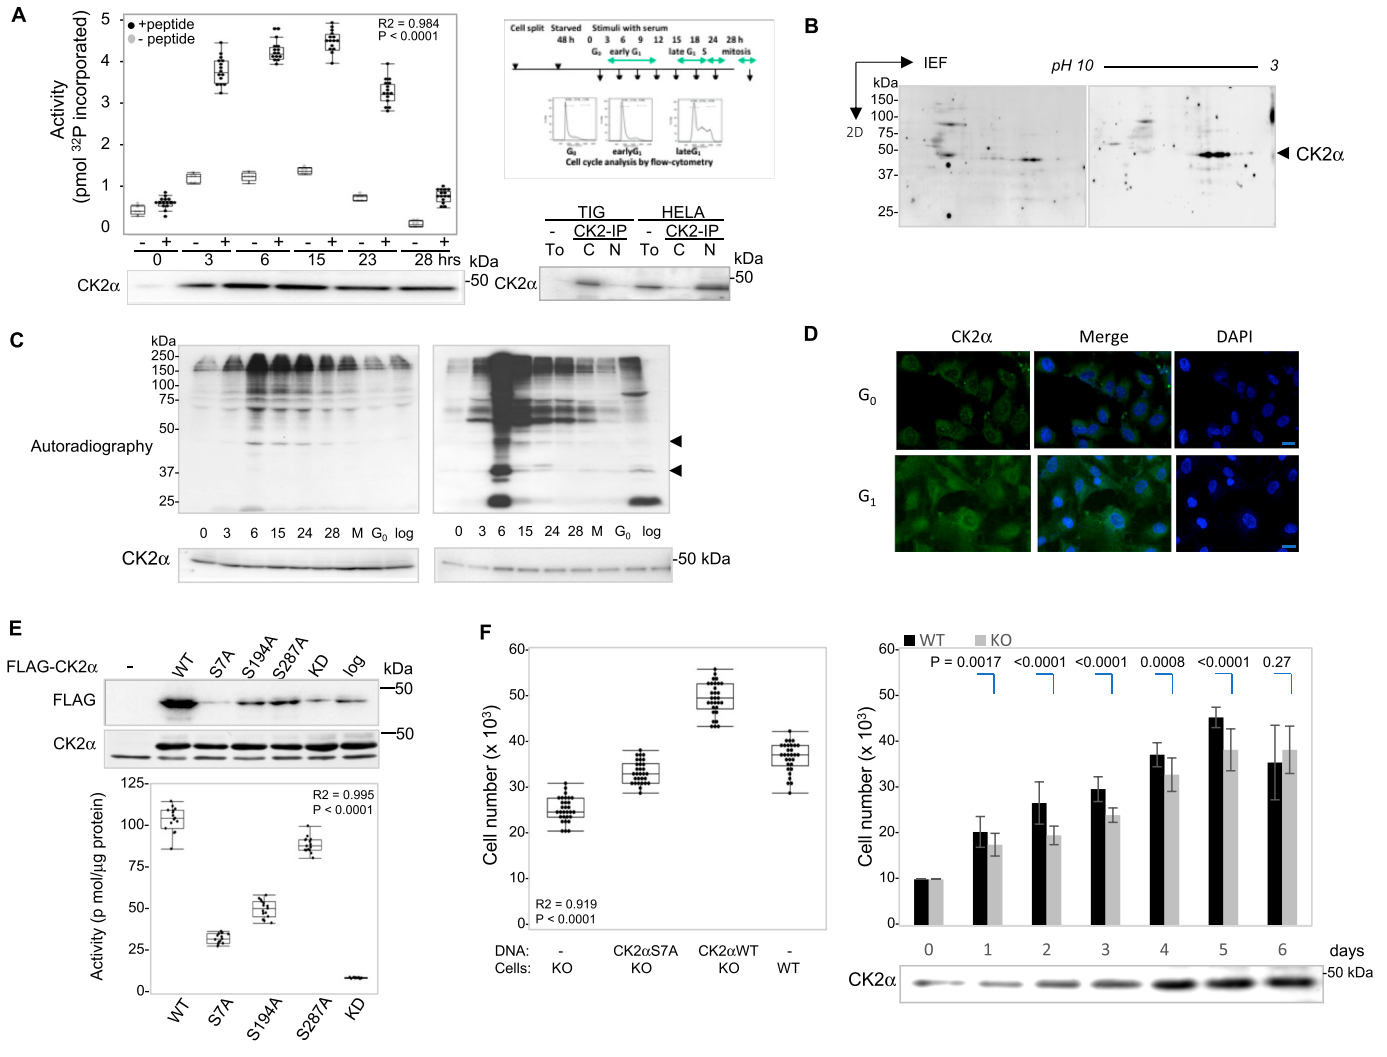 A
5
4
3
2
1
0
Activity
(pmol ³²P incorporated)
+peptide
- peptide
R2 = 0.984
P < 0.0001
- + - + - + - + - + - +
0 3 6 15 23 28 hrs
kDa
CK2α
-50
Cell split Starved Stimuli with serum
48 h 0 3 6 9 12 15 18 24 28 h
G₀ early G₁ late G₁ S mitosis
G₀ earlyG₁ lateG₁
Cell cycle analysis by flow-cytometry
TIG HELA
- CK2-IP - CK2-IP
To C N To C N
kDa
CK2α
-50
B
IEF
pH 10 3
kDa
2D
150-
100-
75-
50-
37-
25-
CK2α
C
kDa
250-
150-
100-
75-
50-
37-
25-
Autoradiography
0 3 6 15 24 28 M G₀ log
0 3 6 15 24 28 M G₀ log
CK2α
-50 kDa
D
CK2α Merge DAPI
G₀
G₁
E
FLAG-CK2α - WT S7A S194A S287A KD log
kDa
FLAG
50
CK2α
50
125
100
75
50
25
0
Activity (p mol/µg protein)
R2 = 0.995
P < 0.0001
WT S7A S194A S287A KD
F
60
50
40
30
20
10
0
Cell number (x 10³)
R2 = 0.919
P < 0.0001
DNA: - CK2αS7A CK2αWT -
Cells: KO KO KO WT
WT KO
P = 0.0017 <0.0001 <0.0001 0.0008 <0.0001 0.27
60
50
40
30
20
10
0
Cell number (x 10³)
0 1 2 3 4 5 6 days
-50 kDa
CK2α